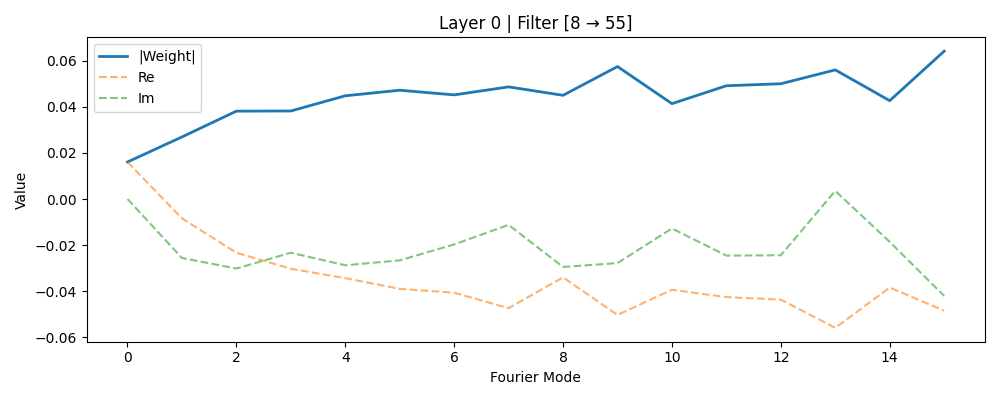 Layer 0 | Filter [8 → 55]
|Weight|
Re
Im
0.06
0.04
0.02
0.00
−0.02
−0.04
−0.06
Value
0 2 4 6 8 10 12 14
Fourier Mode